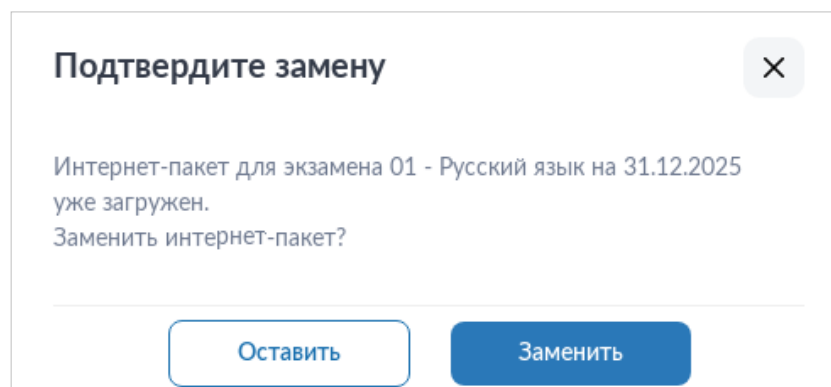 Подтвердите замену
Интернет-пакет для экзамена 01 - Русский язык на 31.12.2025
уже загружен.
Заменить интернет-пакет?
Оставить
Заменить